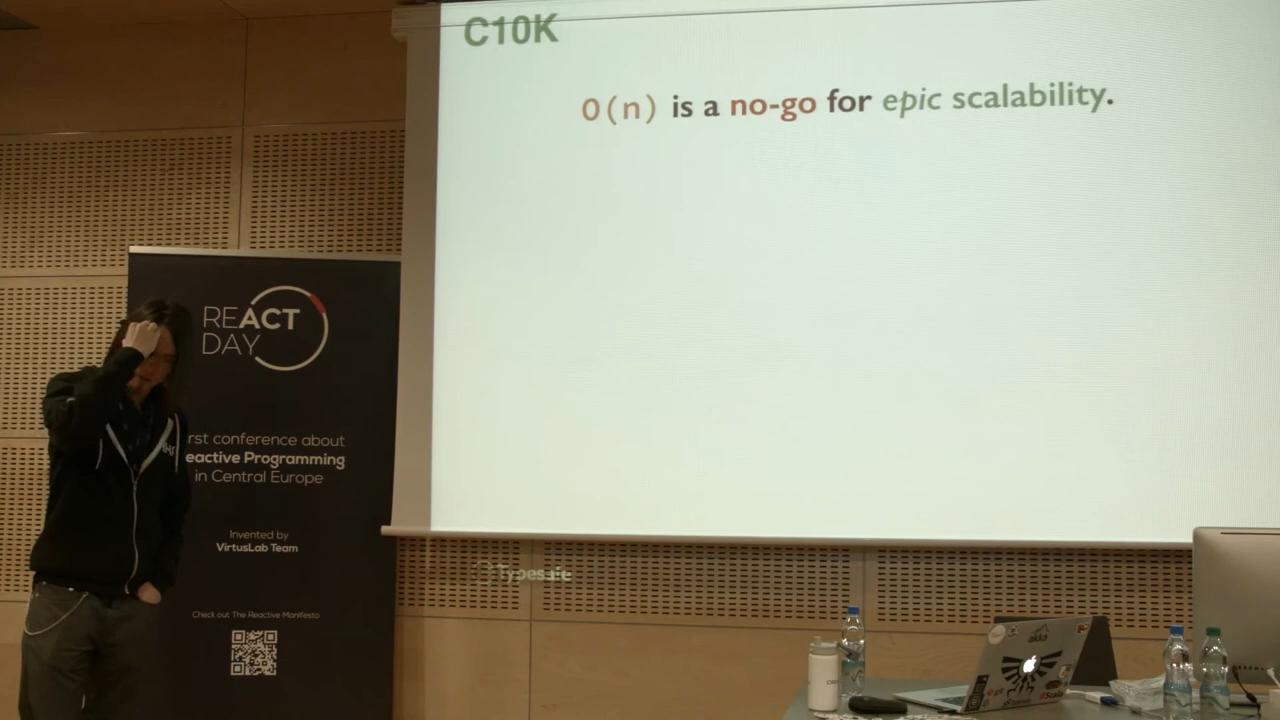 C10K
O(n) is a no-go for epic scalability.
REACT
DAY
rst conference about
eactive Programming
in Central Europe
Invented by
VirtusLab Team
Check out The Reactive Manifesto
Typesafe
akka
git
Scala